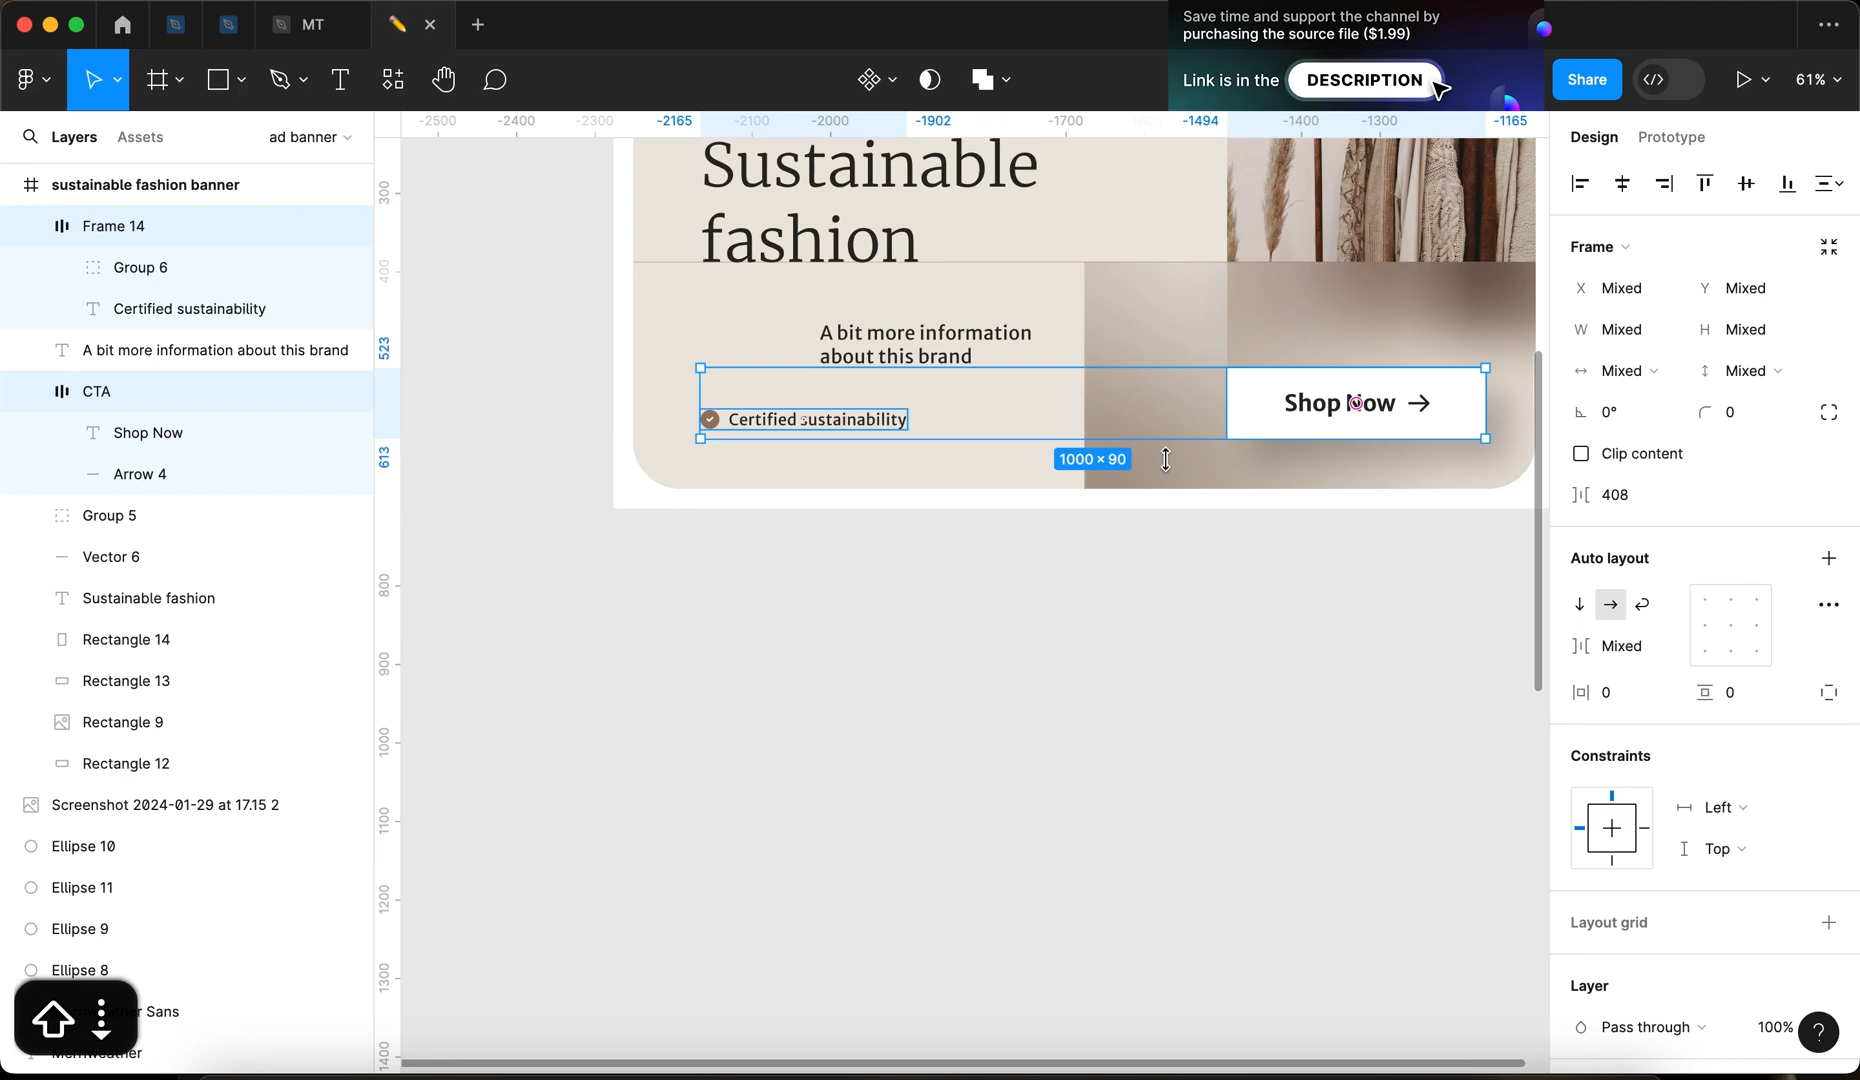 MT
Save time and support the channel by
purchasing the source file ($1.99)
Link is in the DESCRIPTION
Share
61%
Layers
Assets
ad banner
Design
Prototype
sustainable fashion banner
Frame 14
Group 6
Certified sustainability
A bit more information about this brand
CTA
Shop Now
Arrow 4
Group 5
Vector 6
Sustainable fashion
Rectangle 14
Rectangle 13
Rectangle 9
Rectangle 12
Screenshot 2024-01-29 at 17.15 2
Ellipse 10
Ellipse 11
Ellipse 9
Ellipse 8
Sans
-2500 -2400 -2300 -2165 -2100 -2000 -1902 -1700 -1494 -1400 -1300 -1165
300
400
523
613
800
900
1000
1100
1200
1300
1400
Sustainable
fashion
A bit more information
about this brand
Certified sustainability
Shop Now
1000 × 90
Frame
X Mixed Y Mixed
W Mixed H Mixed
Mixed Mixed
0° 0
Clip content
408
Auto layout
Mixed
0 0
Constraints
Left
Top
Layout grid
Layer
Pass through 100%
?